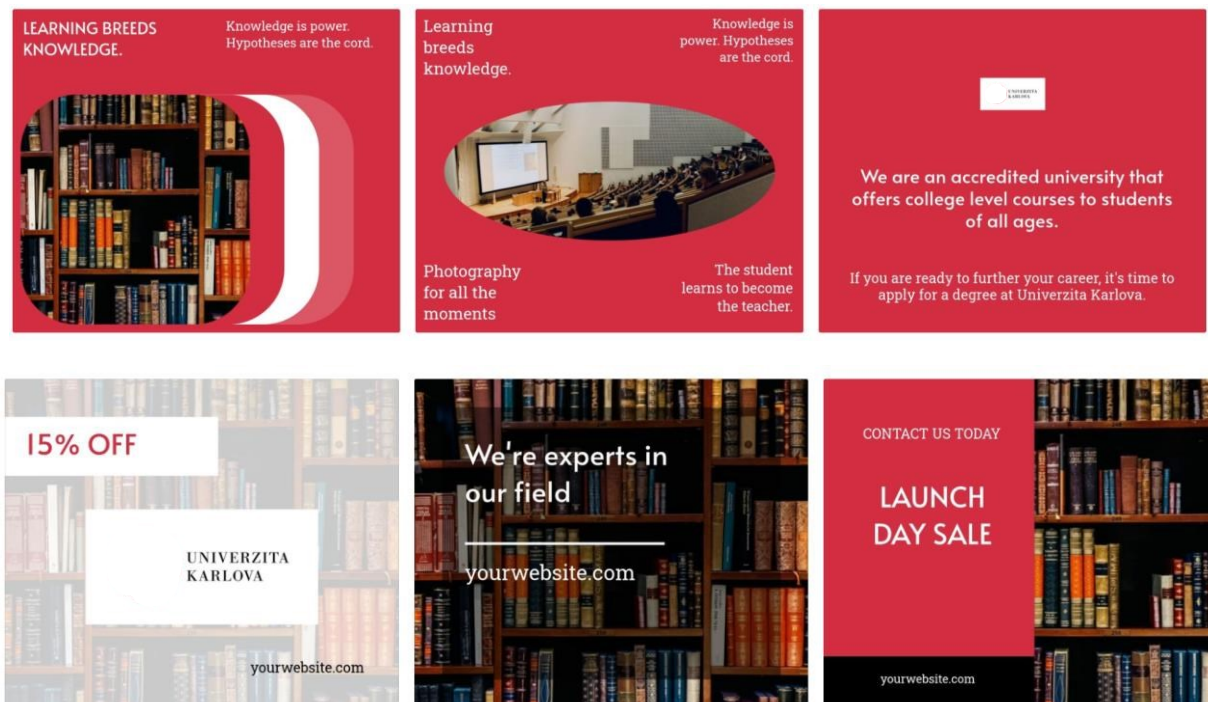 LEARNING BREEDS
KNOWLEDGE.
Knowledge is power.
Hypotheses are the cord.
Learning
breeds
knowledge.
Knowledge is
power. Hypotheses
are the cord.
Photography
for all the
moments
The student
learns to become
the teacher.
UNIVERZITA
KARLOVA
We are an accredited university that
offers college level courses to students
of all ages.
If you are ready to further your career, it's time to
apply for a degree at Univerzita Karlova.
15% OFF
UNIVERZITA
KARLOVA
yourwebsite.com
We're experts in
our field
yourwebsite.com
CONTACT US TODAY
LAUNCH
DAY SALE
yourwebsite.com